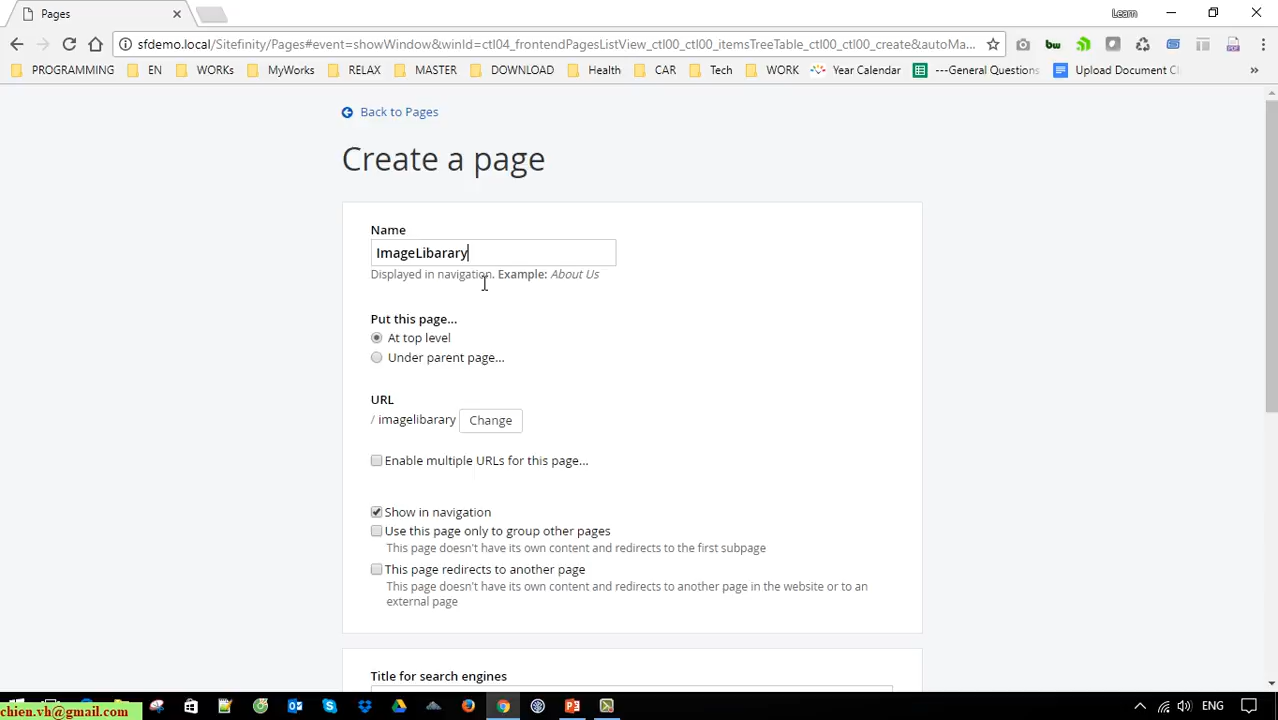 Pages
Learn
sfdemo.local/Sitefinity/Pages#event=showWindow&winId=ctl04_frontendPagesListView_ctl00_ctl00_itemsTreeTable_ctl00_ctl00_create&autoMa...
PROGRAMMING EN WORKs MyWorks RELAX MASTER DOWNLOAD Health CAR Tech WORK Year Calendar ---General Questions Upload Document Cl »
Back to Pages
Create a page
Name
ImageLibarary
Displayed in navigation. Example: About Us
Put this page...
At top level
Under parent page...
URL
/ imagelibarary Change
Enable multiple URLs for this page...
Show in navigation
Use this page only to group other pages
This page doesn't have its own content and redirects to the first subpage
This page redirects to another page
This page doesn't have its own content and redirects to another page in the website or to an
external page
Title for search engines
ENG
chien.vh@gmail.com